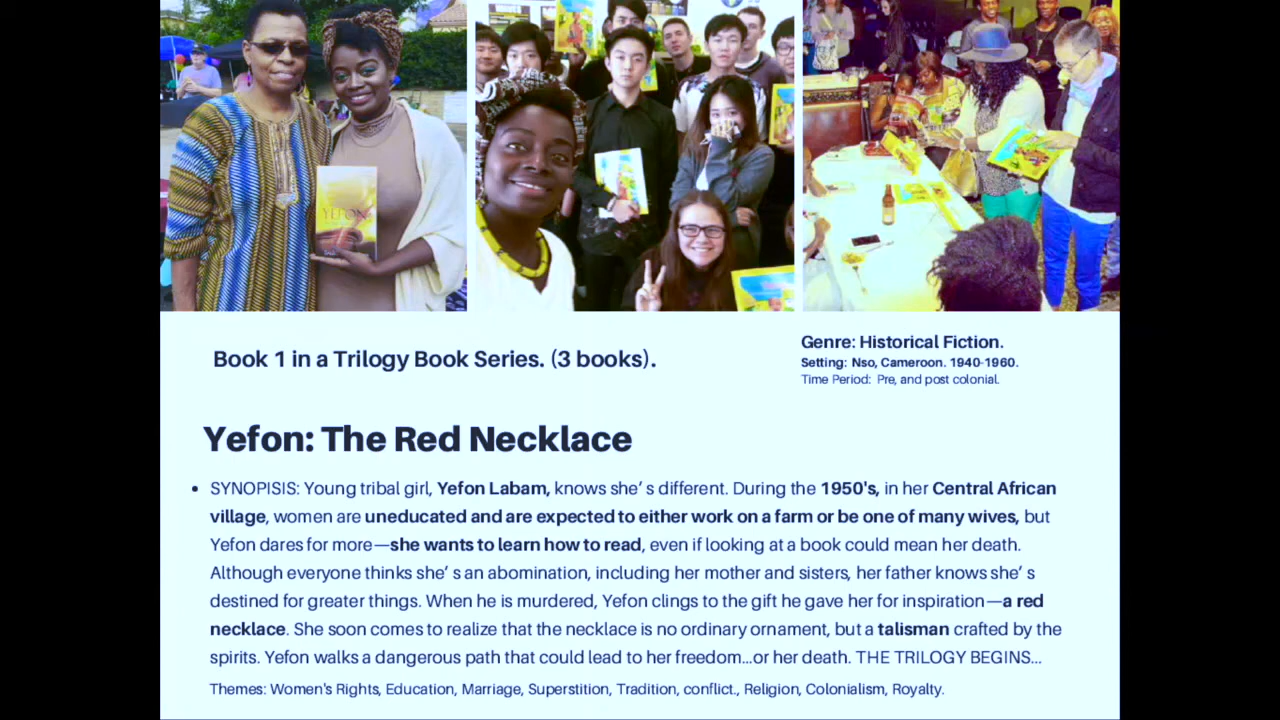 YEFON
Book 1 in a Trilogy Book Series. (3 books).
Genre: Historical Fiction.
Setting: Nso, Cameroon. 1940-1960.
Time Period: Pre, and post colonial.
Yefon: The Red Necklace
• SYNOPISIS: Young tribal girl, Yefon Labam, knows she’ s different. During the 1950's, in her Central African
village, women are uneducated and are expected to either work on a farm or be one of many wives, but
Yefon dares for more—she wants to learn how to read, even if looking at a book could mean her death.
Although everyone thinks she’ s an abomination, including her mother and sisters, her father knows she’ s
destined for greater things. When he is murdered, Yefon clings to the gift he gave her for inspiration—a red
necklace. She soon comes to realize that the necklace is no ordinary ornament, but a talisman crafted by the
spirits. Yefon walks a dangerous path that could lead to her freedom...or her death. THE TRILOGY BEGINS...
Themes: Women's Rights, Education, Marriage, Superstition, Tradition, conflict., Religion, Colonialism, Royalty.